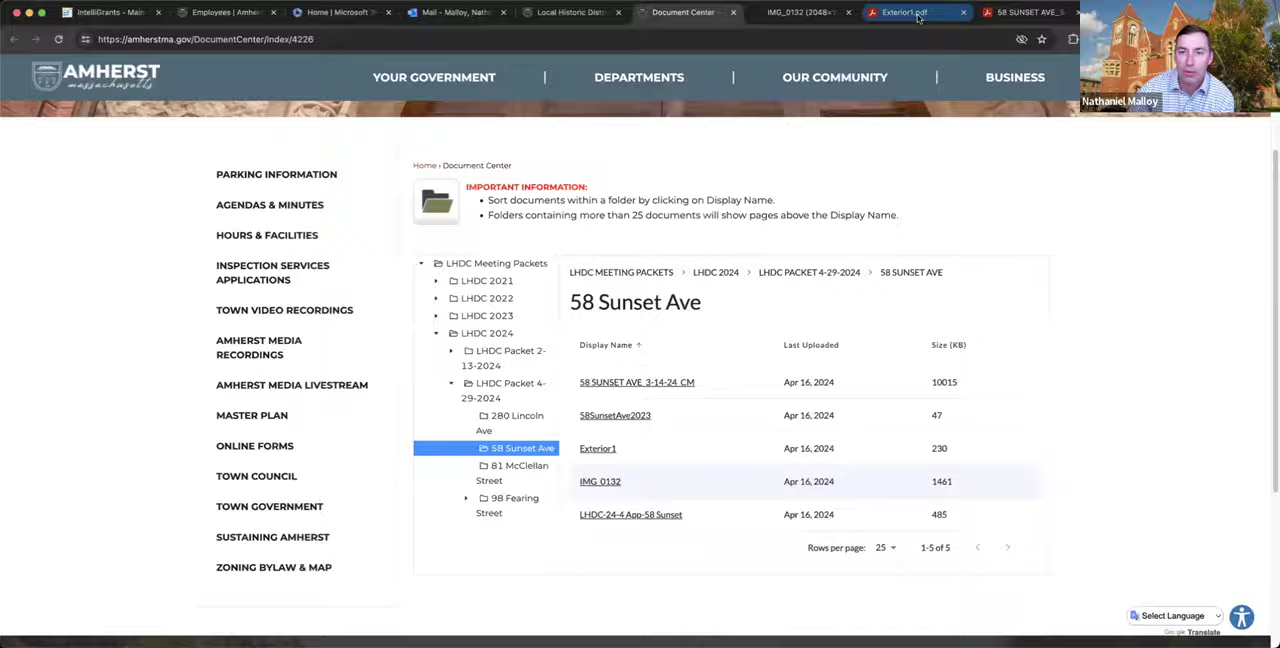 IntelliGrants - Main
Employees | Amher
Home | Microsoft 3
Mail - Malloy, Nath
Local Historic Distr
Document Center -
IMG_0132 (2048×1
Exterior1.pdf
58 SUNSET AVE_3
https://amherstma.gov/DocumentCenter/Index/4226
AMHERST
massachusetts
YOUR GOVERNMENT
DEPARTMENTS
OUR COMMUNITY
BUSINESS
Nathaniel Malloy
PARKING INFORMATION
AGENDAS & MINUTES
HOURS & FACILITIES
INSPECTION SERVICES
APPLICATIONS
TOWN VIDEO RECORDINGS
AMHERST MEDIA
RECORDINGS
AMHERST MEDIA LIVESTREAM
MASTER PLAN
ONLINE FORMS
TOWN COUNCIL
TOWN GOVERNMENT
SUSTAINING AMHERST
ZONING BYLAW & MAP
Home › Document Center
IMPORTANT INFORMATION:
• Sort documents within a folder by clicking on Display Name.
• Folders containing more than 25 documents will show pages above the Display Name.
LHDC Meeting Packets
LHDC 2021
LHDC 2022
LHDC 2023
LHDC 2024
LHDC Packet 2-
13-2024
LHDC Packet 4-
29-2024
280 Lincoln
Ave
58 Sunset Ave
81 McClellan
Street
98 Fearing
Street
LHDC MEETING PACKETS > LHDC 2024 > LHDC PACKET 4-29-2024 > 58 SUNSET AVE
58 Sunset Ave
Display Name ↑ Last Uploaded Size (KB)
58 SUNSET AVE_3-14-24_CM Apr 16, 2024 10015
58SunsetAve2023 Apr 16, 2024 47
Exterior1 Apr 16, 2024 230
IMG_0132 Apr 16, 2024 1461
LHDC-24-4 App-58 Sunset Apr 16, 2024 485
Rows per page: 25 1-5 of 5
Select Language
Google Translate